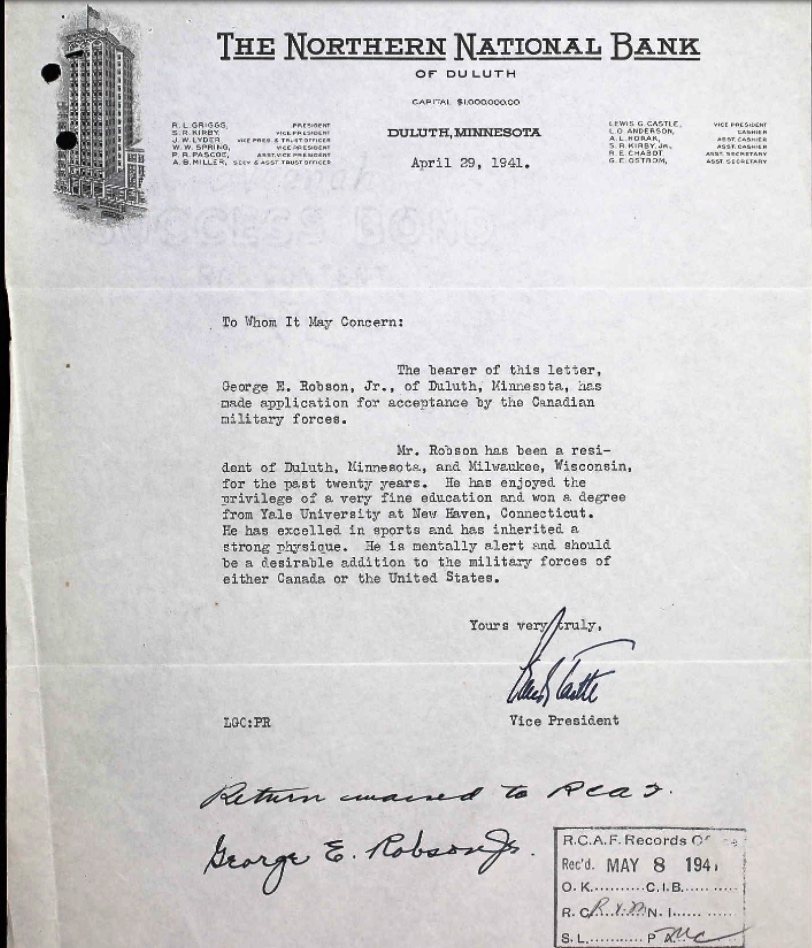 THE NORTHERN NATIONAL BANK
OF DULUTH
CAPITAL $1,000,000.00
R. L. GRIGGS, PRESIDENT
S. R. KIRBY, VICE PRESIDENT
J. W. LYDER VICE PRES. & TRUST OFFICER
W. W. SPRING, VICE PRESIDENT
P. R. PASCOE, ASST. VICE PRESIDENT
A. B. MILLER, SECY & ASST TRUST OFFICER
DULUTH, MINNESOTA
April 29, 1941.
LEWIS G. CASTLE, VICE PRESIDENT
L. O. ANDERSON, CASHIER
A. L. HORAK, ASST. CASHIER
S. R. KIRBY, JR., ASST. CASHIER
R. E. CHABOT ASST. SECRETARY
G. E. OSTROM, ASST. SECRETARY
To Whom It May Concern:
The bearer of this letter,
George E. Robson, Jr., of Duluth, Minnesota, has
made application for acceptance by the Canadian
military forces.
Mr. Robson has been a resi-
dent of Duluth, Minnesota, and Milwaukee, Wisconsin,
for the past twenty years. He has enjoyed the
privilege of a very fine education and won a degree
from Yale University at New Haven, Connecticut.
He has excelled in sports and has inherited a
strong physique. He is mentally alert and should
be a desirable addition to the military forces of
either Canada or the United States.
Yours very truly,
LGC:PR
Vice President
Return to
George E. Robson Jr.
R.C.A.F. Records
Rec'd. MAY 8 194
O. K...........C.I.B...........
R. C. N. I............
S. L............ P